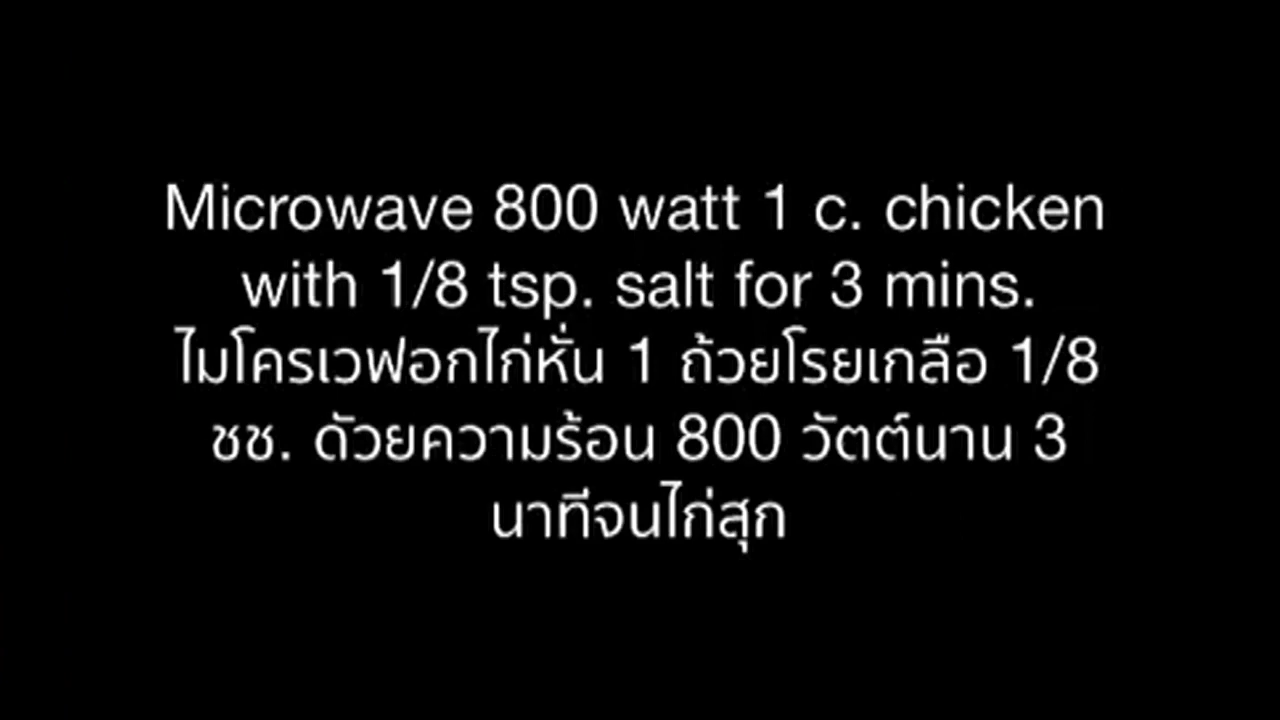 Microwave 800 watt 1 c. chicken
with 1/8 tsp. salt for 3 mins.
ไมโครเวฟอกไก่หั่น 1 ถ้วยโรยเกลือ 1/8
ชช. ด้วยความร้อน 800 วัตต์นาน 3
นาทีจนไก่สุก